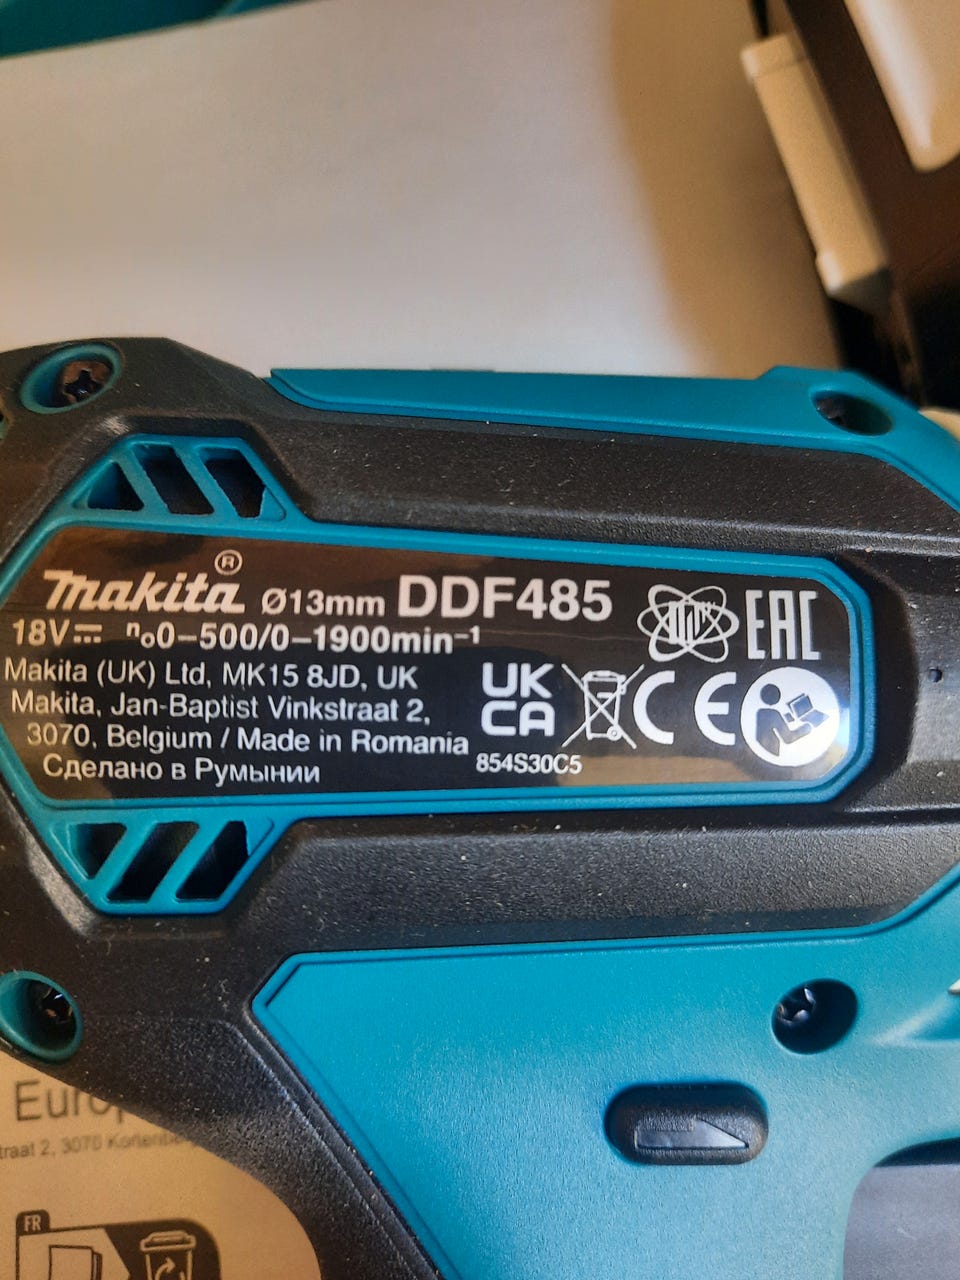 makita® Ø13mm DDF485
18V⎓ n₀0-500/0-1900min⁻¹
EAC
Makita (UK) Ltd, MK15 8JD, UK
Makita, Jan-Baptist Vinkstraat 2,
3070, Belgium / Made in Romania
Сделано в Румынии
UK
CA
CE
854S30C5
traat 2, 3070
FR